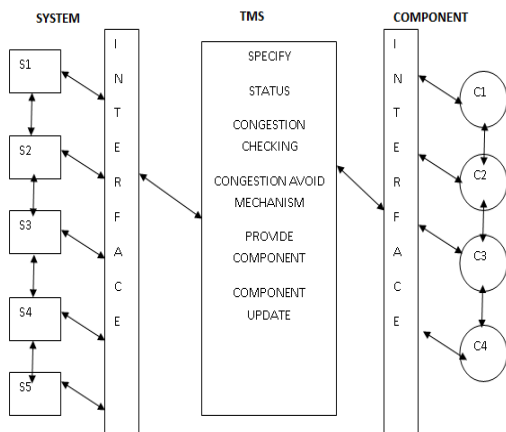 SYSTEM
TMS
COMPONENT
S1
S2
S3
S4
S5
I
N
T
E
R
F
A
C
E
SPECIFY
STATUS
CONGESTION
CHECKING
CONGESTION AVOID
MECHANISM
PROVIDE
COMPONENT
COMPONENT
UPDATE
I
N
T
E
R
F
A
C
E
C1
C2
C3
C4